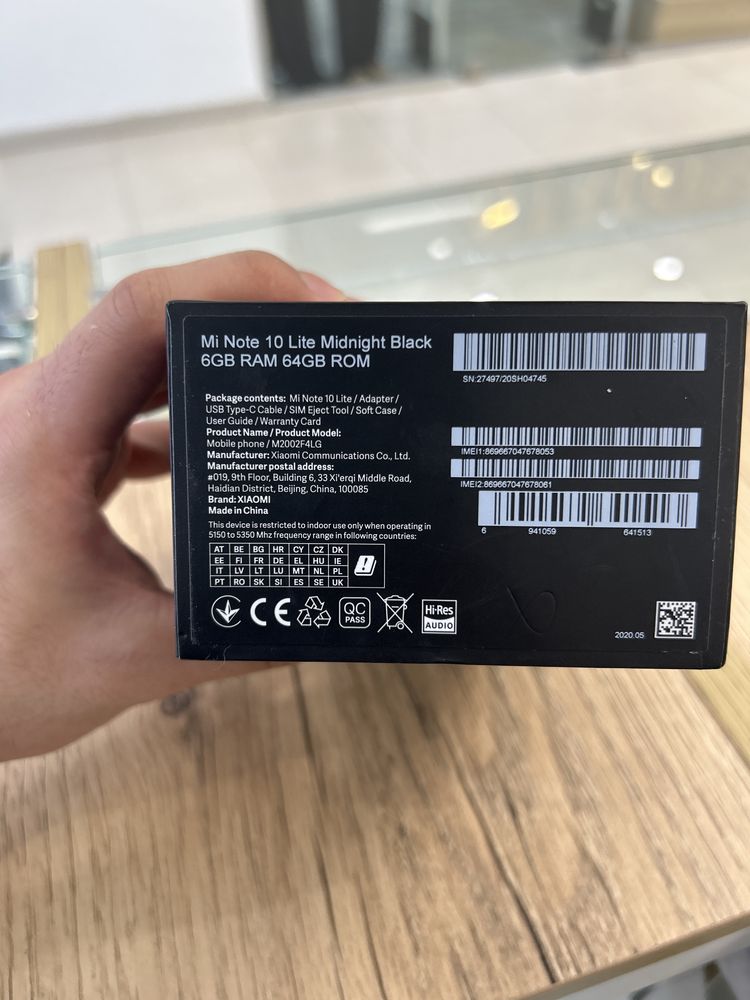 Mi Note 10 Lite Midnight Black
6GB RAM 64GB ROM
SN:27497/20SH04745
Package contents: Mi Note 10 Lite / Adapter /
USB Type-C Cable / SIM Eject Tool / Soft Case /
User Guide / Warranty Card
Product Name / Product Model:
Mobile phone / M2002F4LG
Manufacturer: Xiaomi Communications Co., Ltd.
Manufacturer postal address:
#019, 9th Floor, Building 6, 33 Xi'erqi Middle Road,
Haidian District, Beijing, China, 100085
Brand: XIAOMI
Made in China
IMEI1:869667047678053
IMEI2:869667047678061
6 941059 641513
This device is restricted to indoor use only when operating in
5150 to 5350 Mhz frequency range in following countries:
AT BE BG HR CY CZ DK
EE FI FR DE EL HU IE
IT LV LT LU MT NL PL
PT RO SK SI ES SE UK
CE
QC
PASS
Hi-Res
AUDIO
2020.05